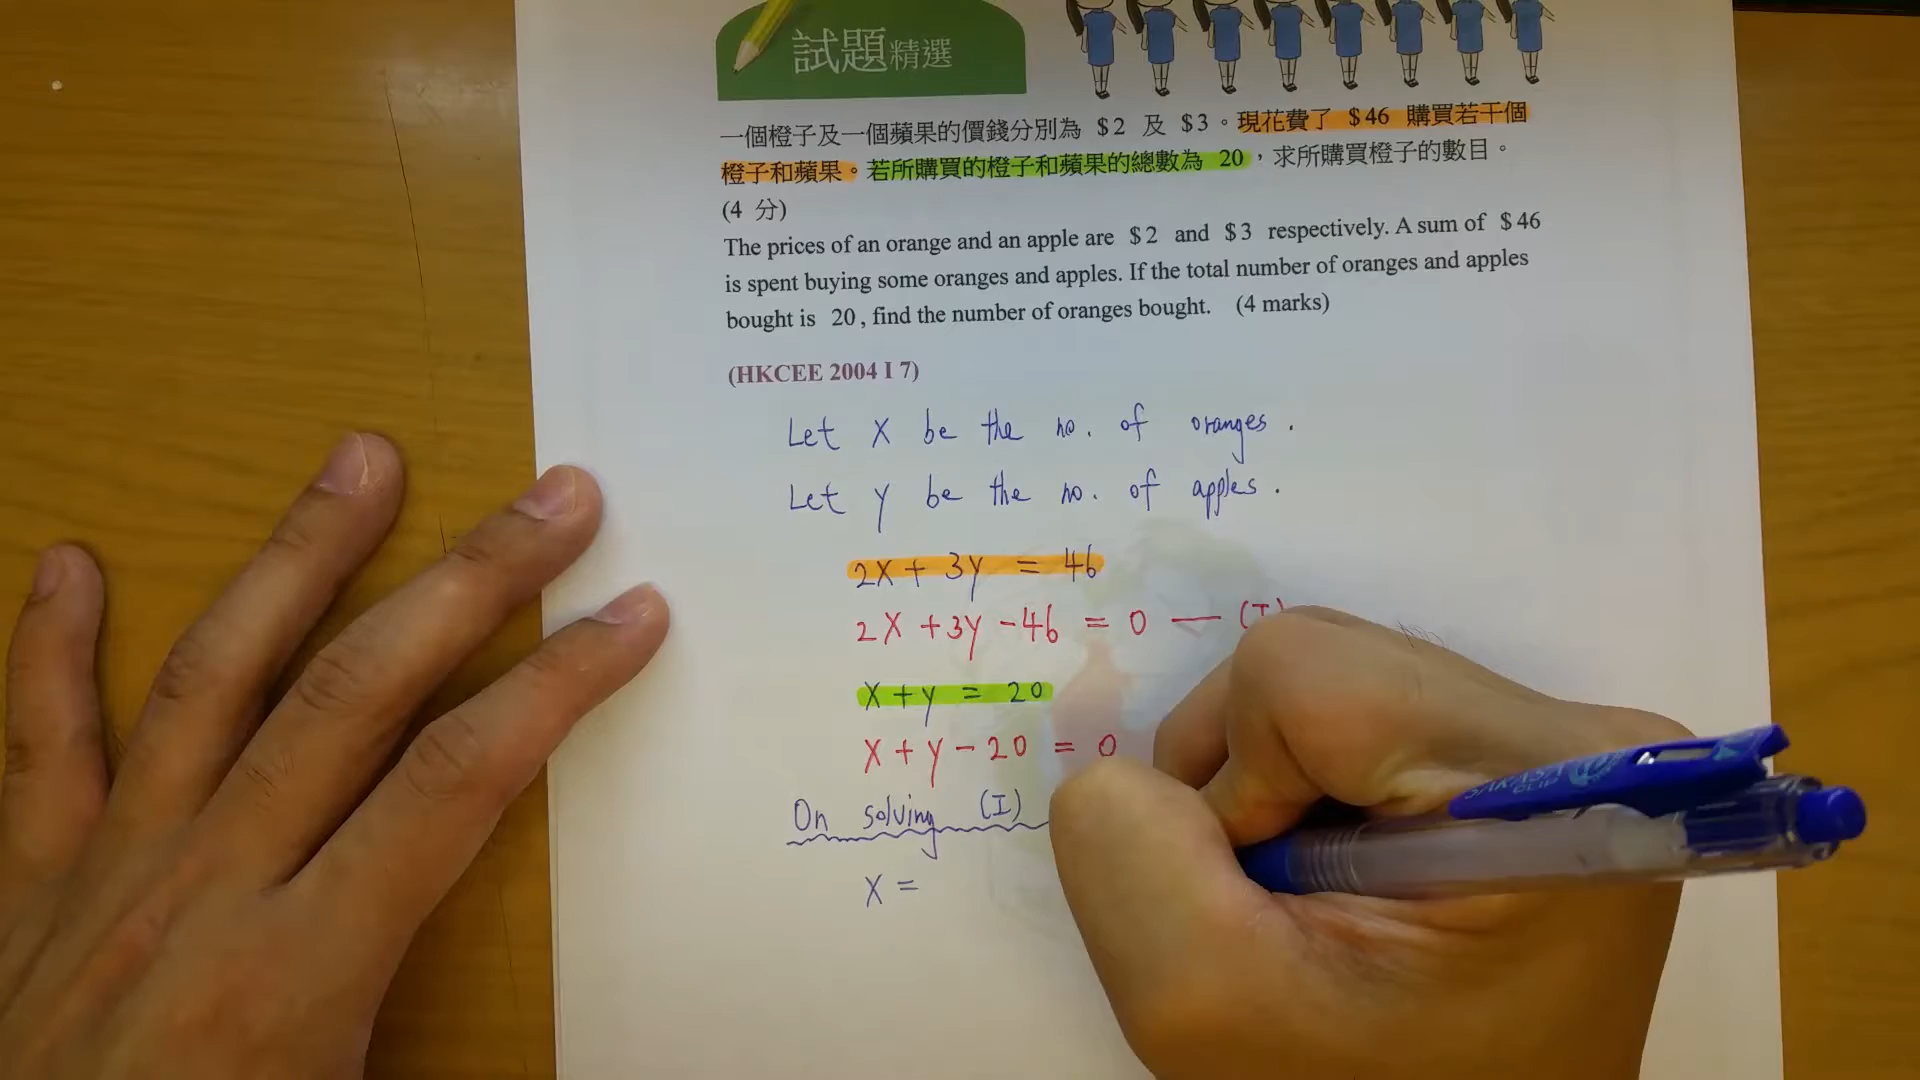 試題精選
一個橙子及一個蘋果的價錢分別為 $2 及 $3。現花費了 $46 購買若干個
橙子和蘋果。若所購買的橙子和蘋果的總數為 20,求所購買橙子的數目。
(4 分)
The prices of an orange and an apple are $2 and $3 respectively. A sum of $46
is spent buying some oranges and apples. If the total number of oranges and apples
bought is 20, find the number of oranges bought. (4 marks)
(HKCEE 2004 I 7)
Let x be the no. of oranges.
Let y be the no. of apples.
2x + 3y = 46
2x + 3y - 46 = 0 — (I)
x + y = 20
x + y - 20 = 0
On solving (I)
x =
SARASA
CLIP